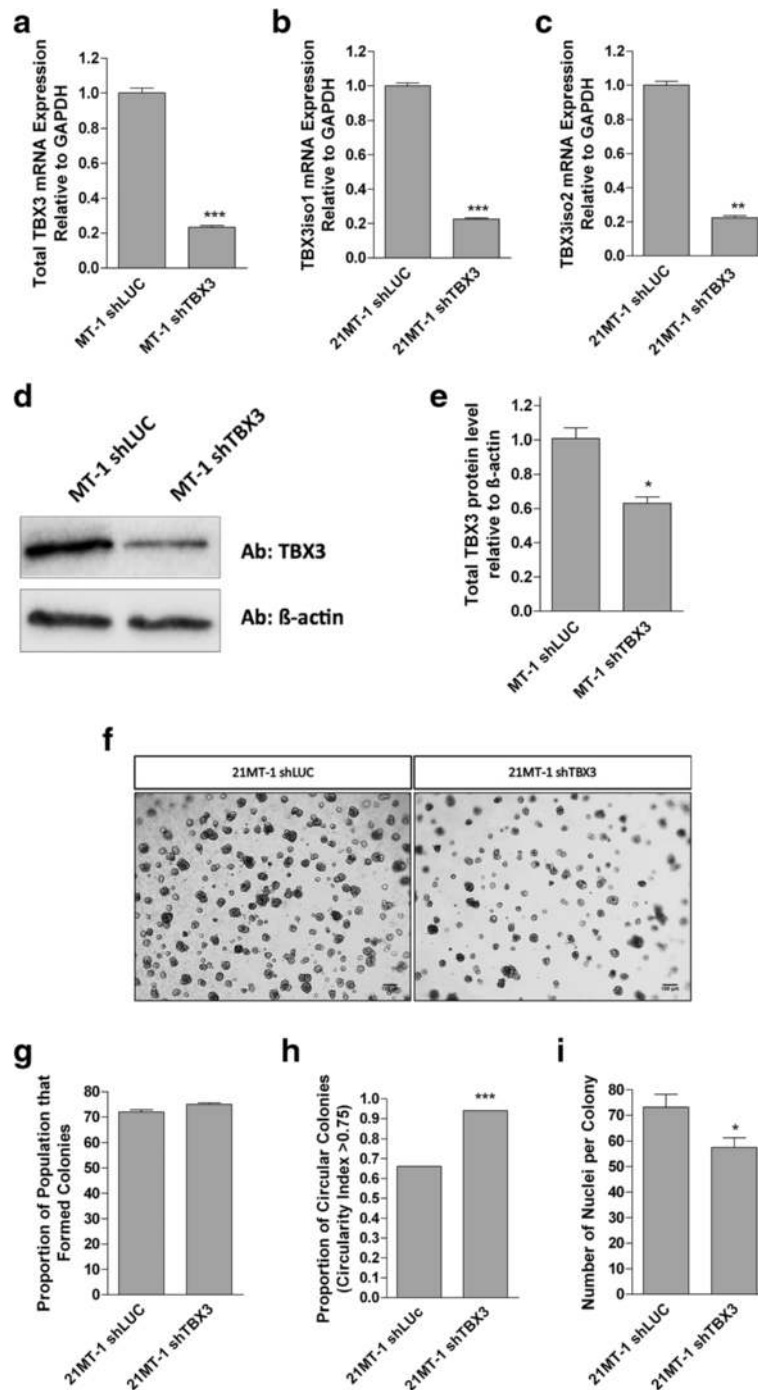 a
Total TBX3 mRNA Expression
Relative to GAPDH
1.2
1.0
0.8
0.6
0.4
0.2
0.0
***
MT-1 shLUC
MT-1 shTBX3
b
TBX3iso1 mRNA Expression
Relative to GAPDH
1.2
1.0
0.8
0.6
0.4
0.2
0.0
***
21MT-1 shLUC
21MT-1 shTBX3
c
TBX3iso2 mRNA Expression
Relative to GAPDH
1.2
1.0
0.8
0.6
0.4
0.2
0.0
**
21MT-1 shLUC
21MT-1 shTBX3
d
MT-1 shLUC
MT-1 shTBX3
Ab: TBX3
Ab: ß-actin
e
Total TBX3 protein level
relative to ß-actin
1.2
1.0
0.8
0.6
0.4
0.2
0.0
*
MT-1 shLUC
MT-1 shTBX3
f
21MT-1 shLUC
21MT-1 shTBX3
g
Proportion of Population that
Formed Colonies
80
70
60
50
40
30
20
10
0
21MT-1 shLUC
21MT-1 shTBX3
h
Proportion of Circular Colonies
(Circularity Index >0.75)
1.0
0.9
0.8
0.7
0.6
0.5
0.4
0.3
0.2
0.1
0.0
***
21MT-1 shLUc
21MT-1 shTBX3
i
Number of Nuclei per Colony
80
70
60
50
40
30
20
10
0
*
21MT-1 shLUC
21MT-1 shTBX3